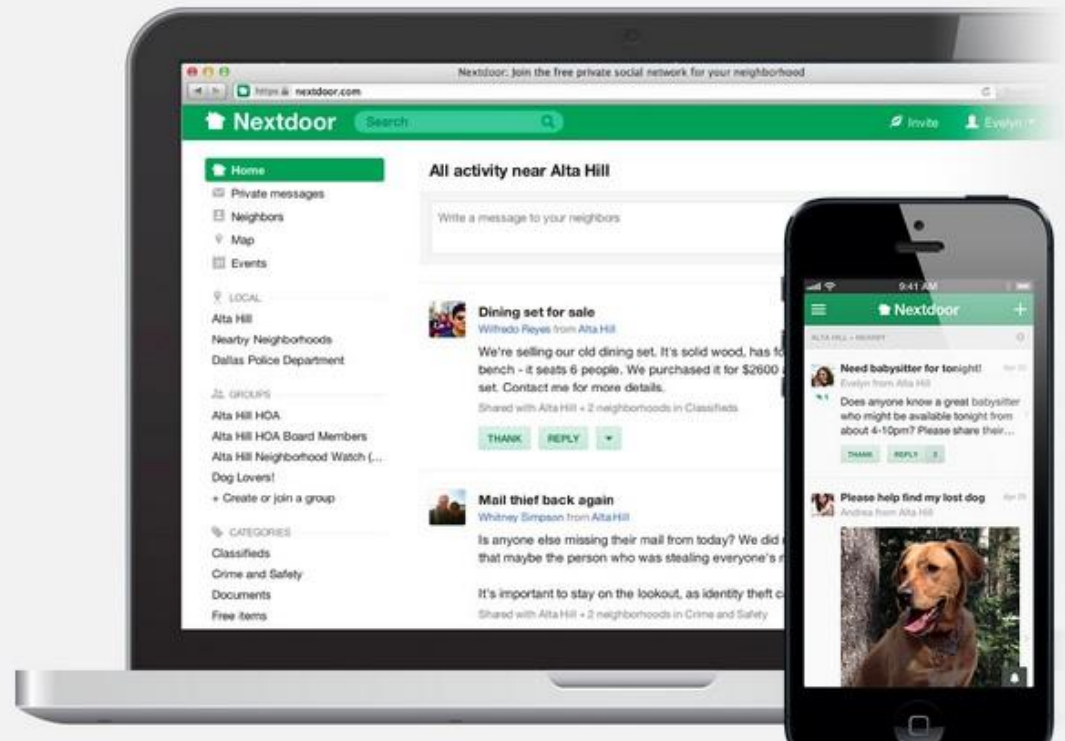 Nextdoor: Join the free private social network for your neighborhood
https nextdoor.com
Nextdoor
Search
Invite
Evelyn
Home
Private messages
Neighbors
Map
Events
LOCAL
Alta Hill
Nearby Neighborhoods
Dallas Police Department
GROUPS
Alta Hill HOA
Alta Hill HOA Board Members
Alta Hill Neighborhood Watch (...
Dog Lovers!
+ Create or join a group
CATEGORIES
Classifieds
Crime and Safety
Documents
Free items
All activity near Alta Hill
Write a message to your neighbors
Dining set for sale
Wilfredo Reyes from Alta Hill
We're selling our old dining set. It's solid wood, has
bench - it seats 6 people. We purchased it for $2600
set. Contact me for more details.
Shared with Alta Hill + 2 neighborhoods in Classifieds
THANK
REPLY
Mail thief back again
Whitney Simpson from Alta Hill
Is anyone else missing their mail from today? We did
that maybe the person who was stealing everyone's
It's important to stay on the lookout, as identity theft
Shared with Alta Hill + 2 neighborhoods in Crime and Safety
9:41 AM
Nextdoor
ALTA HILL + NEARBY
Need babysitter for tonight!
Evelyn from Alta Hill
Does anyone know a great babysitter
who might be available tonight from
about 4-10pm? Please share their...
THANK
REPLY
Please help find my lost dog
Andrea from Alta Hill